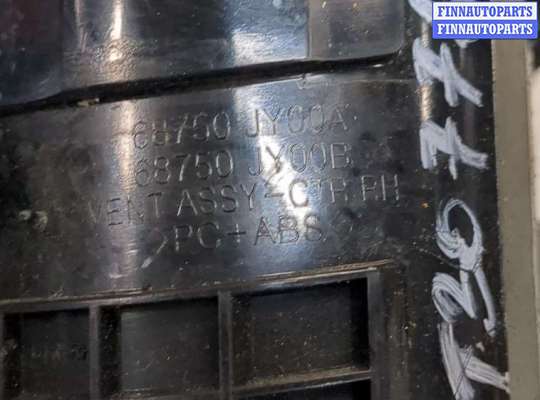 FINNAUTOPARTS
FINNAUTOPARTS
68750 JY00A
68750 JY00B
VENT ASSY-CTR RH
>PC+ABS<